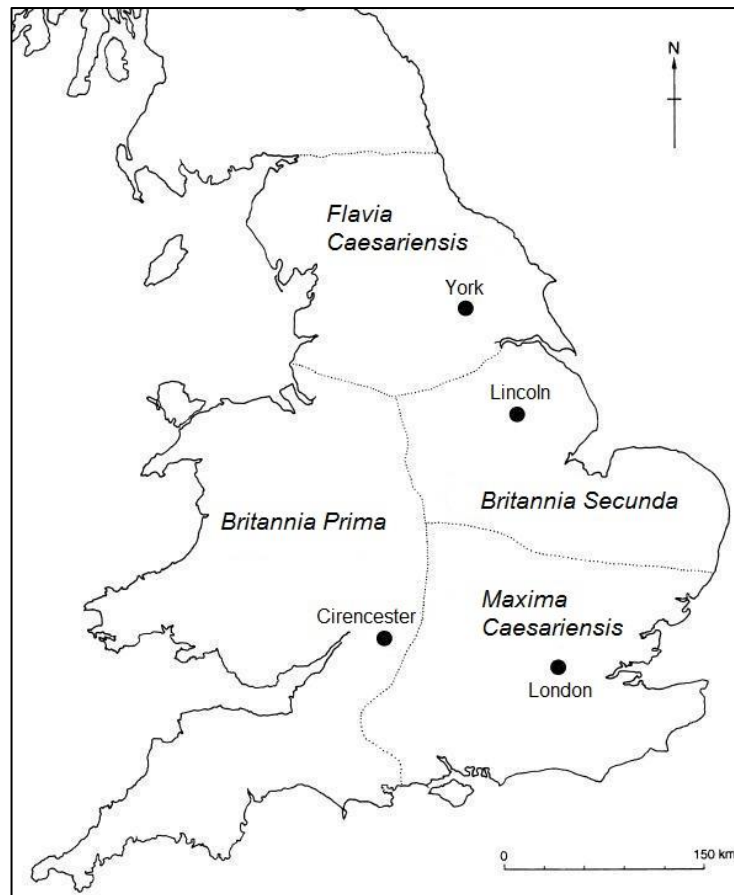 N
Flavia
Caesariensis
York
Lincoln
Britannia Secunda
Britannia Prima
Maxima
Caesariensis
Cirencester
London
0 150 km